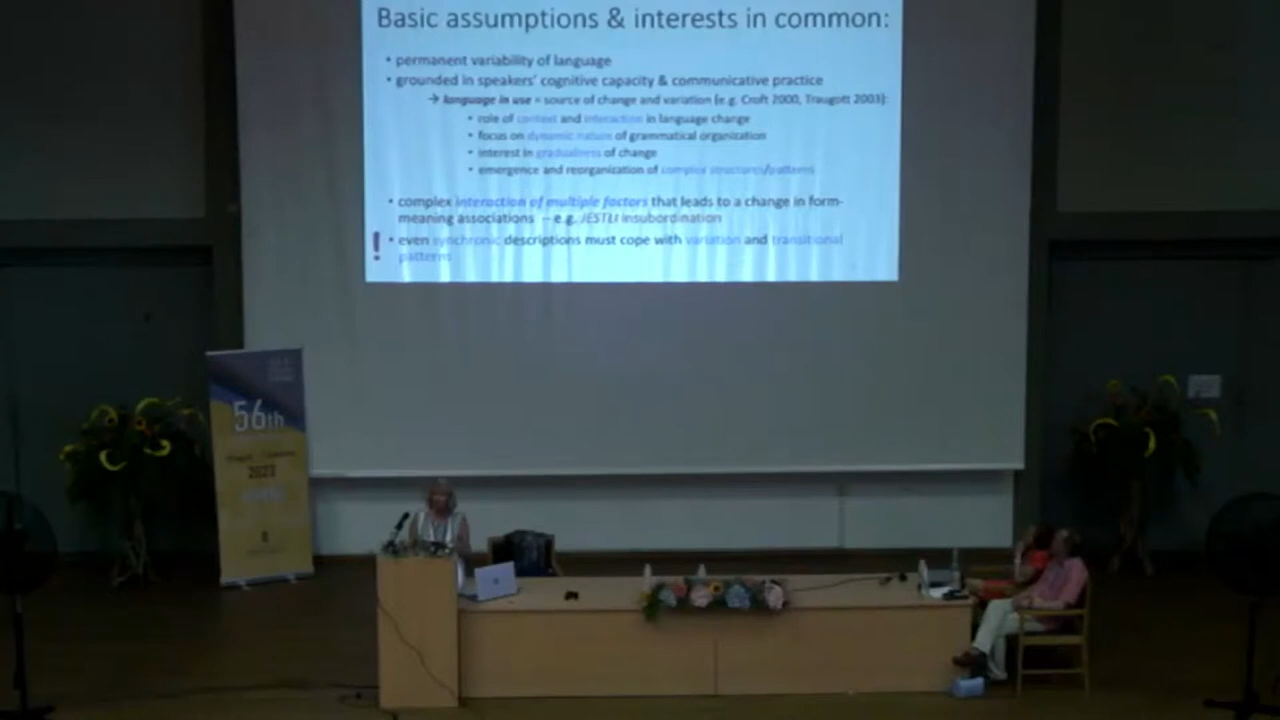 Basic assumptions & interests in common:
• permanent variability of language
• grounded in speakers' cognitive capacity & communicative practice
→ language in use = source of change and variation (e.g. Croft 2000, Traugott 2003):
• role of context and interaction in language change
• focus on dynamic nature of grammatical organization
• interest in gradualness of change
• emergence and reorganization of complex structures/patterns
• complex interaction of multiple factors that leads to a change in form-
meaning associations – e.g. JESTLI insubordination
! • even synchronic descriptions must cope with variation and transitional
patterns
56th